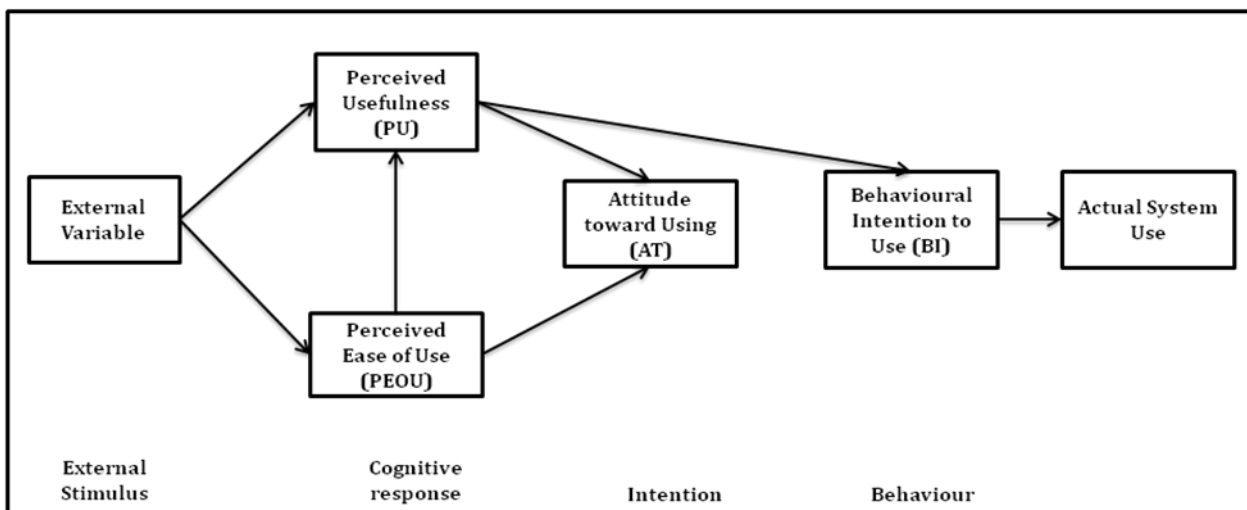 Perceived
Usefulness
(PU)
External
Variable
Attitude
toward Using
(AT)
Behavioural
Intention to
Use (BI)
Actual System
Use
Perceived
Ease of Use
(PEOU)
External
Stimulus
Cognitive
response
Intention
Behaviour